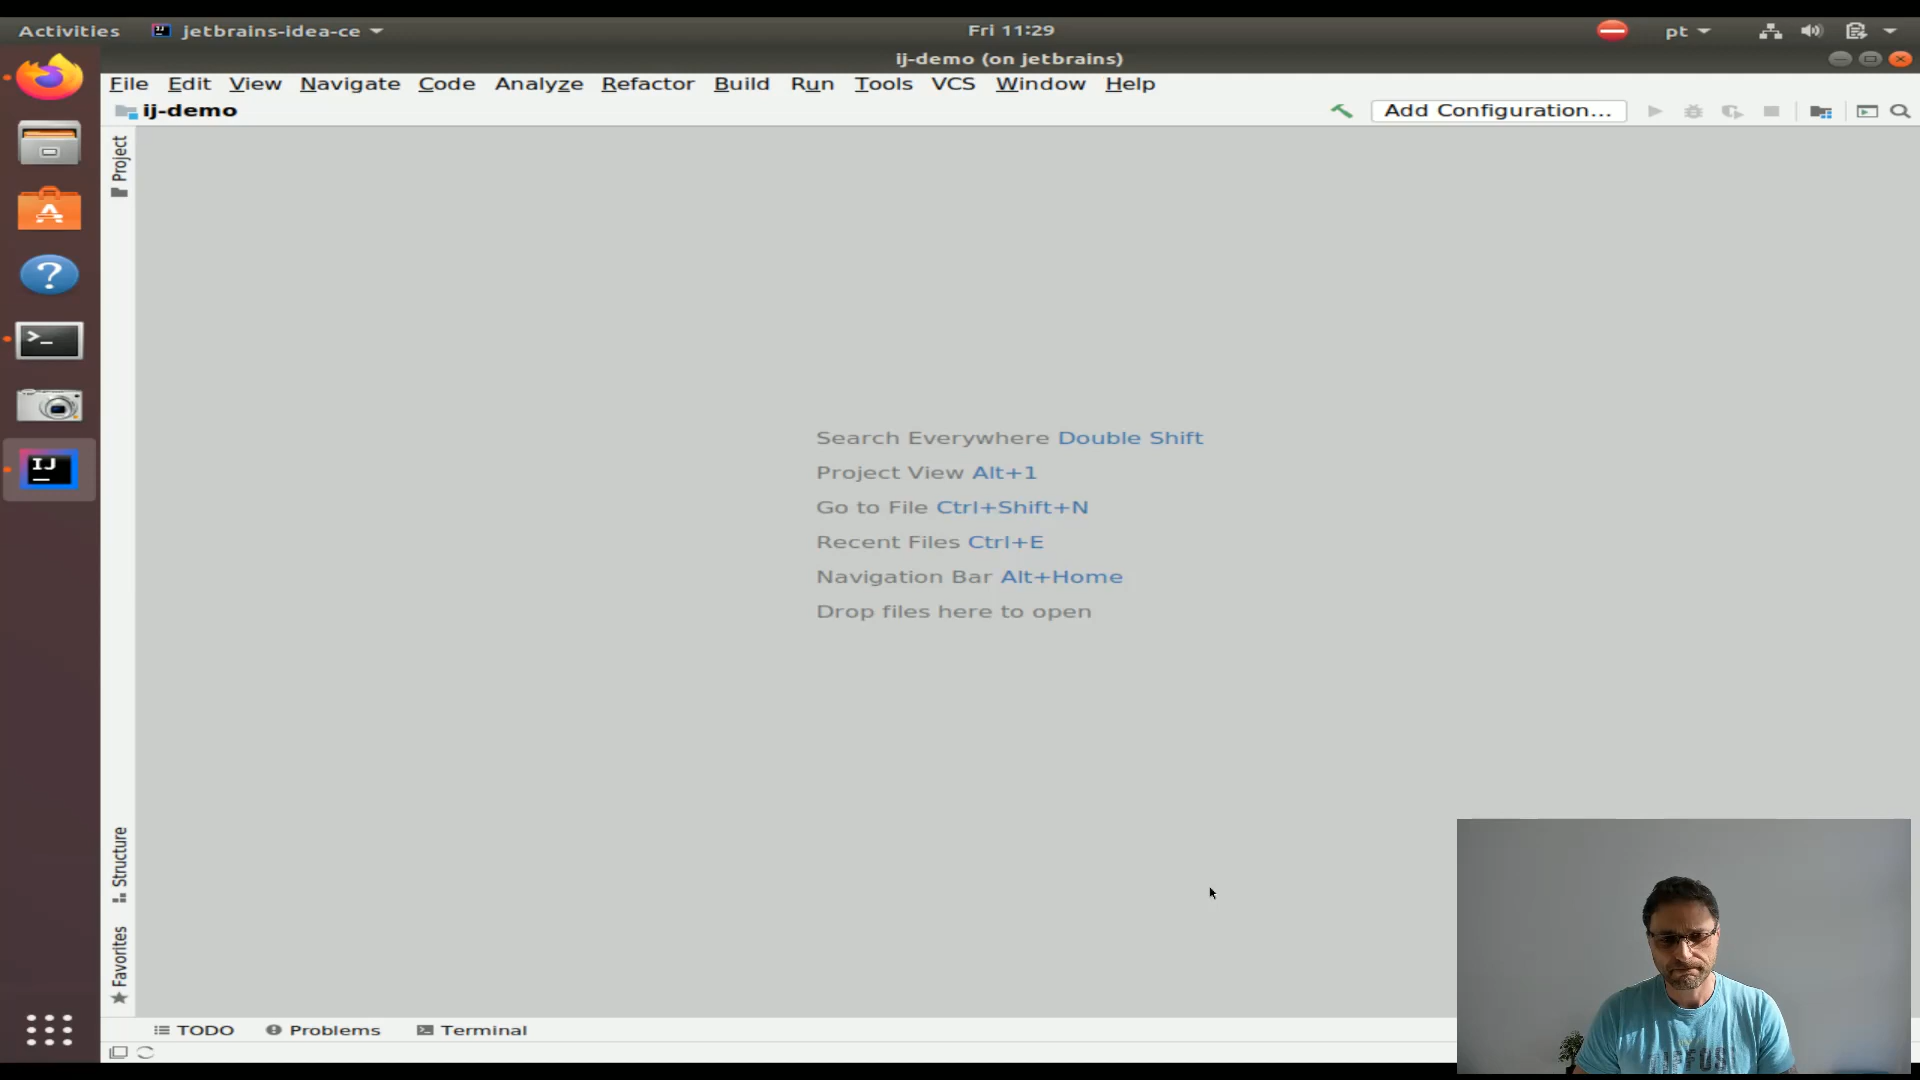 Activities jetbrains-idea-ce Fri 11:29 pt
ij-demo (on jetbrains)
File Edit View Navigate Code Analyze Refactor Build Run Tools VCS Window Help
ij-demo Add Configuration...
Project
Search Everywhere Double Shift
Project View Alt+1
Go to File Ctrl+Shift+N
Recent Files Ctrl+E
Navigation Bar Alt+Home
Drop files here to open
Structure
Favorites
TODO Problems Terminal
IJ